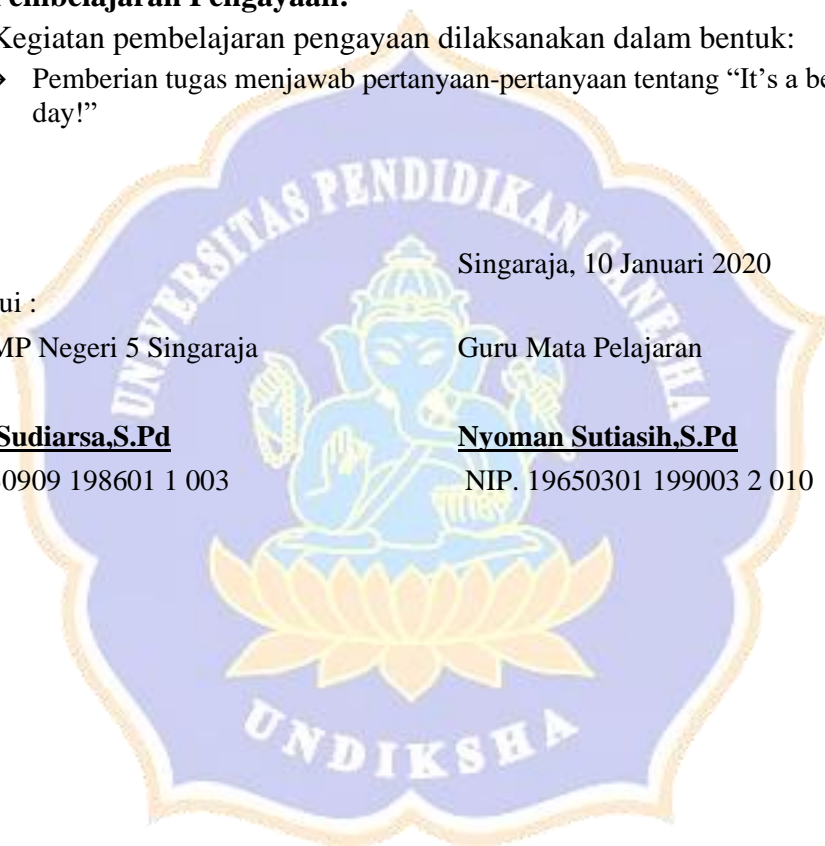 Pembelajaran Pengayaan:
Kegiatan pembelajaran pengayaan dilaksanakan dalam bentuk:
Pemberian tugas menjawab pertanyaan-pertanyaan tentang “It’s a be
day!”
Singaraja, 10 Januari 2020
ui :
MP Negeri 5 Singaraja Guru Mata Pelajaran
Sudiarsa,S.Pd Nyoman Sutiasih,S.Pd
0909 198601 1 003 NIP. 19650301 199003 2 010
UNIVERSITAS PENDIDIKAN GANESHA
UNDIKSHA